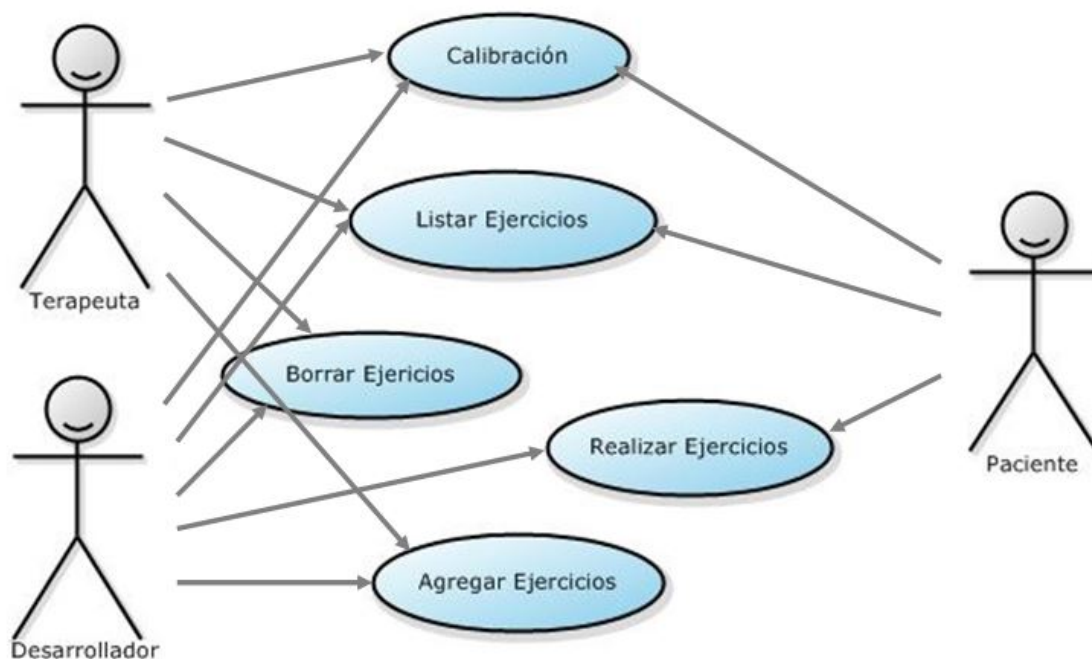 Calibración
Listar Ejercicios
Terapeuta
Borrar Ejericios
Realizar Ejercicios
Paciente
Agregar Ejercicios
Desarrollador